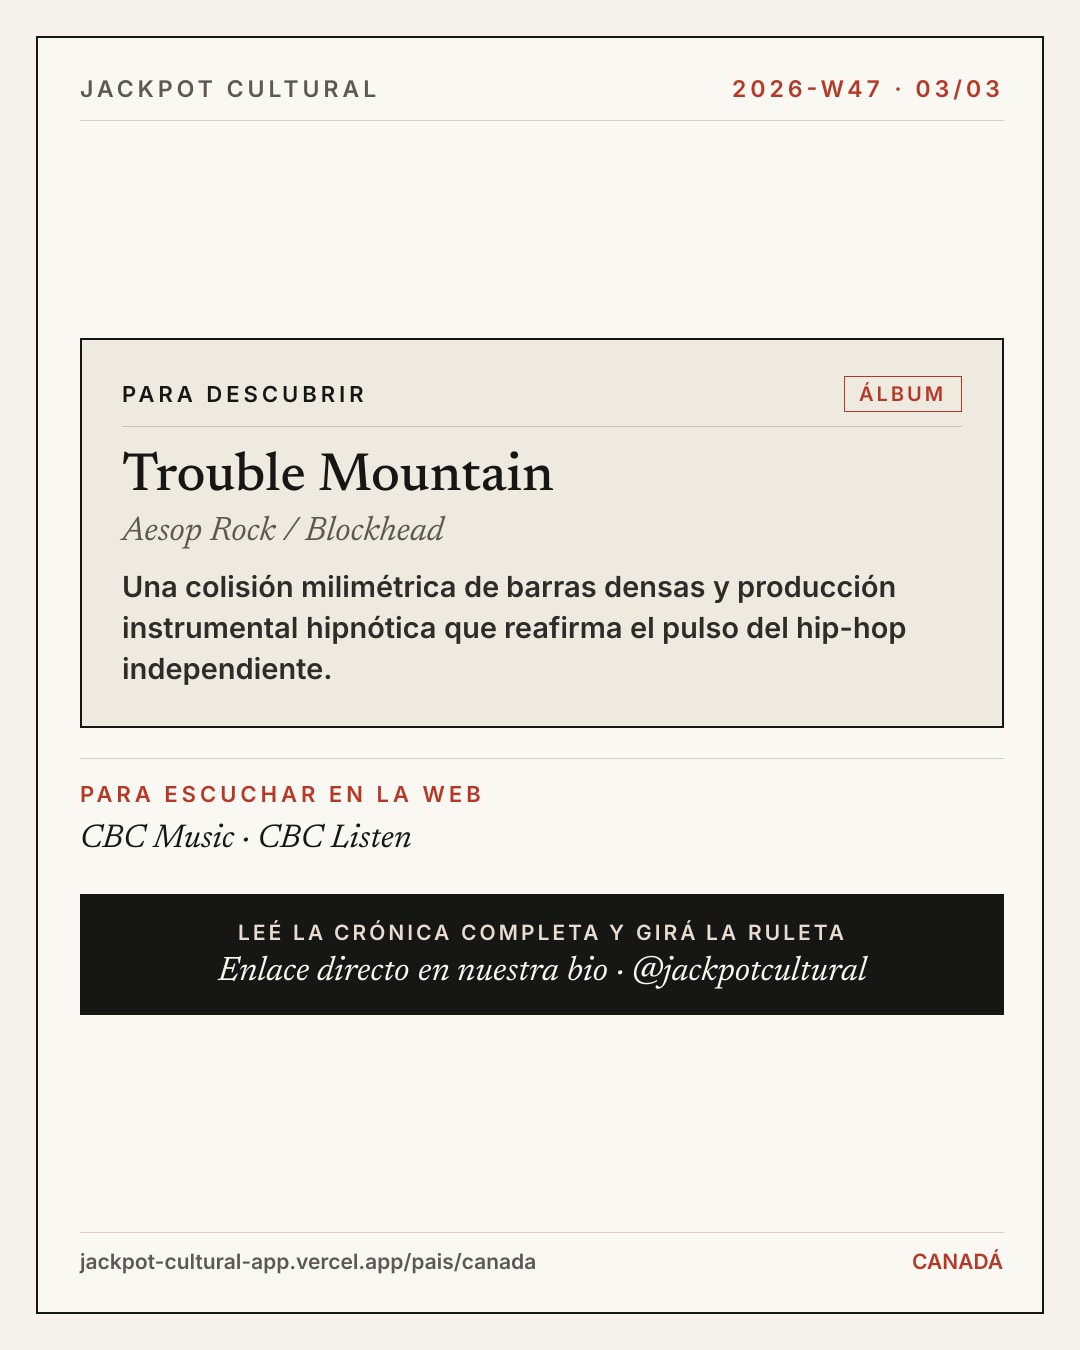 JACKPOT CULTURAL
2026-W47 · 03/03
PARA DESCUBRIR
ÁLBUM
Trouble Mountain
Aesop Rock / Blockhead
Una colisión milimétrica de barras densas y producción
instrumental hipnótica que reafirma el pulso del hip-hop
independiente.
PARA ESCUCHAR EN LA WEB
CBC Music · CBC Listen
LEÉ LA CRÓNICA COMPLETA Y GIRÁ LA RULETA
Enlace directo en nuestra bio · @jackpotcultural
jackpot-cultural-app.vercel.app/pais/canada
CANADÁ